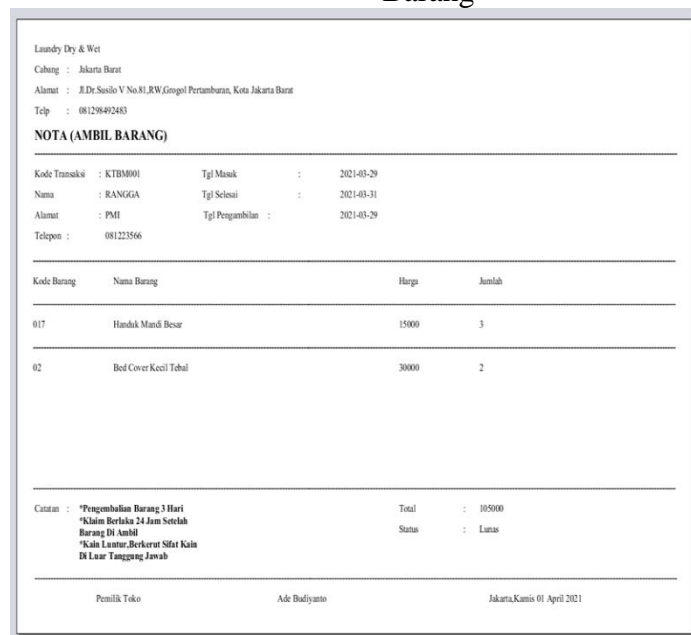 Barang
Laundry Dry & Wet
Cabang : Jakarta Barat
Alamat : Jl.Dr.Susilo V No.81,RW,Grogol Pertamburan, Kota Jakarta Barat
Telp : 081298492483
NOTA (AMBIL BARANG)
Kode Transaksi : KTBM001 Tgl Masuk : 2021-03-29
Nama : RANGGA Tgl Selesai : 2021-03-31
Alamat : PMI Tgl Pengambilan : 2021-03-29
Telepon : 081223566
Kode Barang Nama Barang Harga Jumlah
017 Handuk Mandi Besar 15000 3
02 Bed Cover Kecil Tebal 30000 2
Catatan : *Pengembalian Barang 3 Hari Total : 105000
*Klaim Berlaku 24 Jam Setelah
Barang Di Ambil Status : Lunas
*Kain Luntur,Berkerut Sifat Kain
Di Luar Tanggung Jawab
Pemilik Toko Ade Budiyanto Jakarta,Kamis 01 April 2021